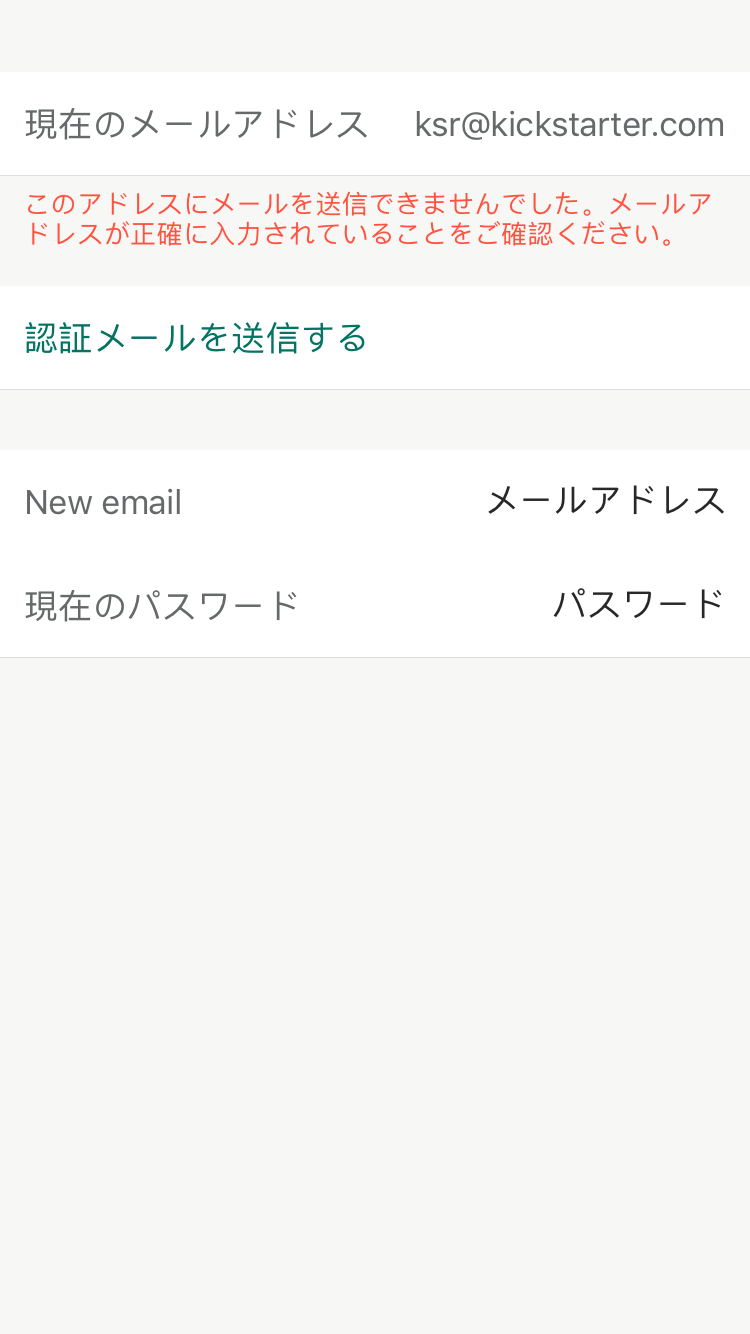 現在のメールアドレス ksr@kickstarter.com
このアドレスにメールを送信できませんでした。メールア
ドレスが正確に入力されていることをご確認ください。
認証メールを送信する
New email メールアドレス
現在のパスワード パスワード